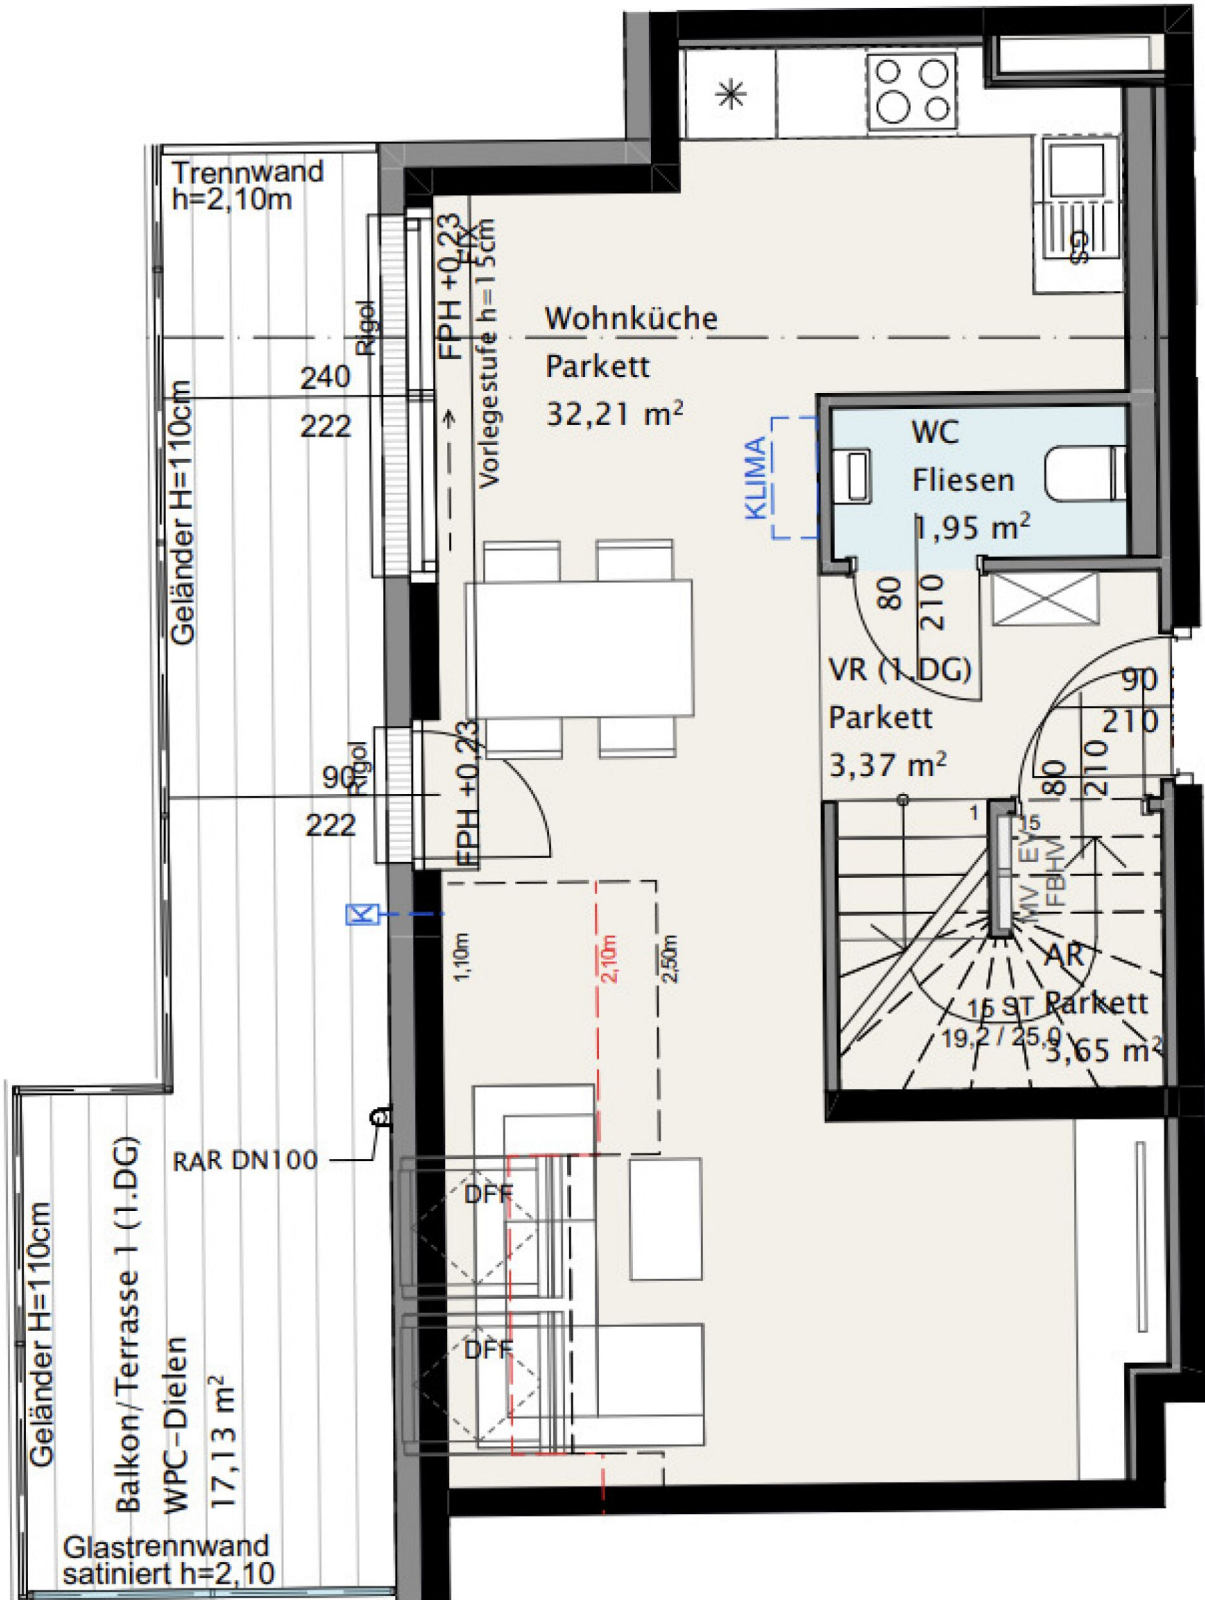 Trennwand
h=2,10m
FPH +0,23
FIX
Vorlegestufe h=15cm
Rigol
240
222
Geländer H=110cm
Wohnküche
Parkett
32,21 m²
GS
KLIMA
WC
Fliesen
1,95 m²
80
210
VR (1.DG)
Parkett
3,37 m²
90
210
80
210
Rigol
90
222
FPH +0,23
1
15
MV EV
FBHV
K
1,10m
2,10m
2,50m
AR
Parkett
3,65 m²
15 ST
19,2 / 25,0
RAR DN100
DFF
DFF
Geländer H=110cm
Balkon/Terrasse 1 (1.DG)
WPC-Dielen
17,13 m²
Glastrennwand
satiniert h=2,10